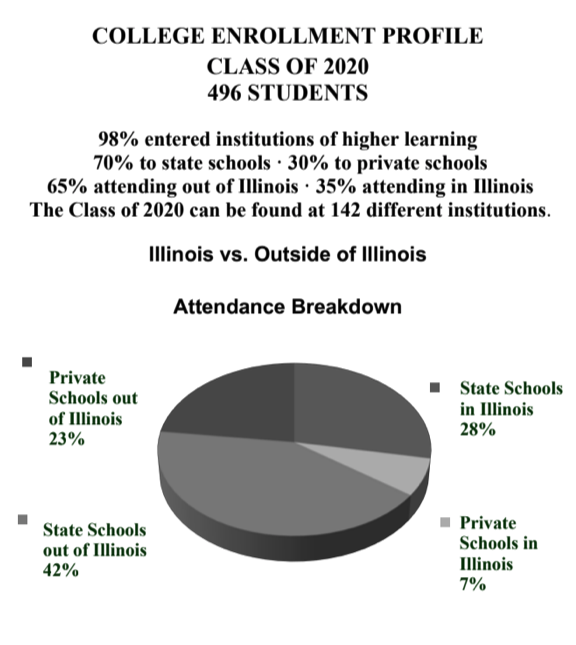 COLLEGE ENROLLMENT PROFILE
CLASS OF 2020
496 STUDENTS
98% entered institutions of higher learning
70% to state schools · 30% to private schools
65% attending out of Illinois · 35% attending in Illinois
The Class of 2020 can be found at 142 different institutions.
Illinois vs. Outside of Illinois
Attendance Breakdown
Private
Schools out
of Illinois
23%
State Schools
in Illinois
28%
State Schools
out of Illinois
42%
Private
Schools in
Illinois
7%